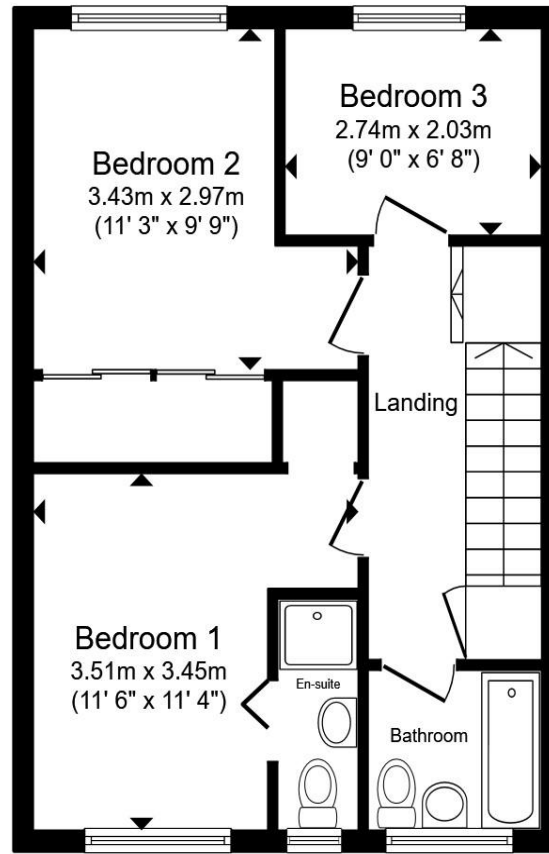 Bedroom 3
2.74m x 2.03m
(9' 0" x 6' 8")
Bedroom 2
3.43m x 2.97m
(11' 3" x 9' 9")
Landing
Bedroom 1
3.51m x 3.45m
(11' 6" x 11' 4")
En-suite
Bathroom